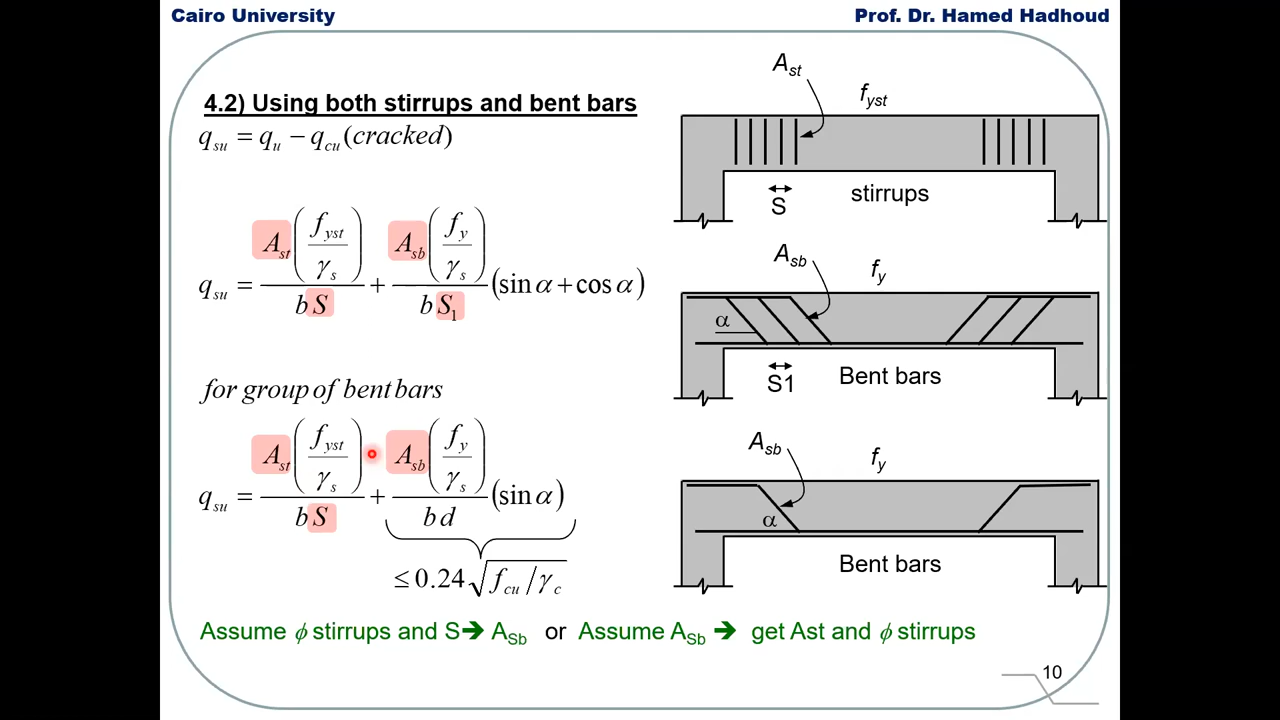 Cairo University
Prof. Dr. Hamed Hadhoud
4.2) Using both stirrups and bent bars
q_su = q_u − q_cu (cracked)
q_su = A_st (f_yst / γ_s) / (b S) + A_sb (f_y / γ_s) / (b S_1) (sin α + cos α)
for group of bent bars
q_su = A_st (f_yst / γ_s) / (b S) + A_sb (f_y / γ_s) / (b d) (sin α)
≤ 0.24 √(f_cu / γ_c)
Assume ϕ stirrups and S➔ A_Sb or Assume A_Sb ➔ get Ast and ϕ stirrups
A_st
f_yst
S
stirrups
A_sb
f_y
α
S1
Bent bars
A_sb
f_y
α
Bent bars
10